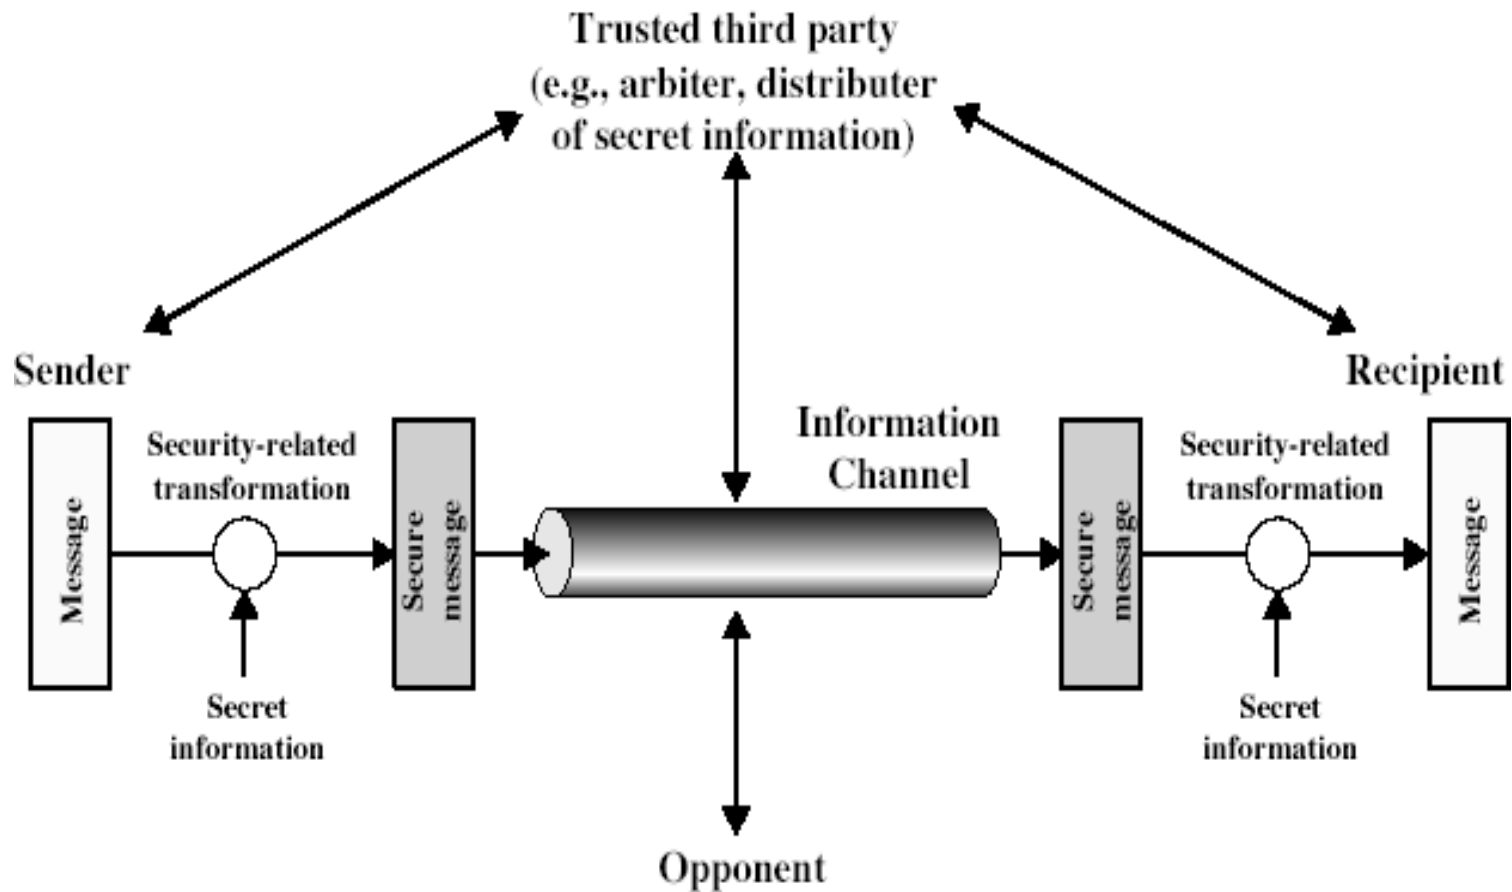 Trusted third party
(e.g., arbiter, distributer
of secret information)
Sender
Recipient
Information
Channel
Security-related
transformation
Security-related
transformation
Message
Secure
message
Secure
message
Message
Secret
information
Secret
information
Opponent